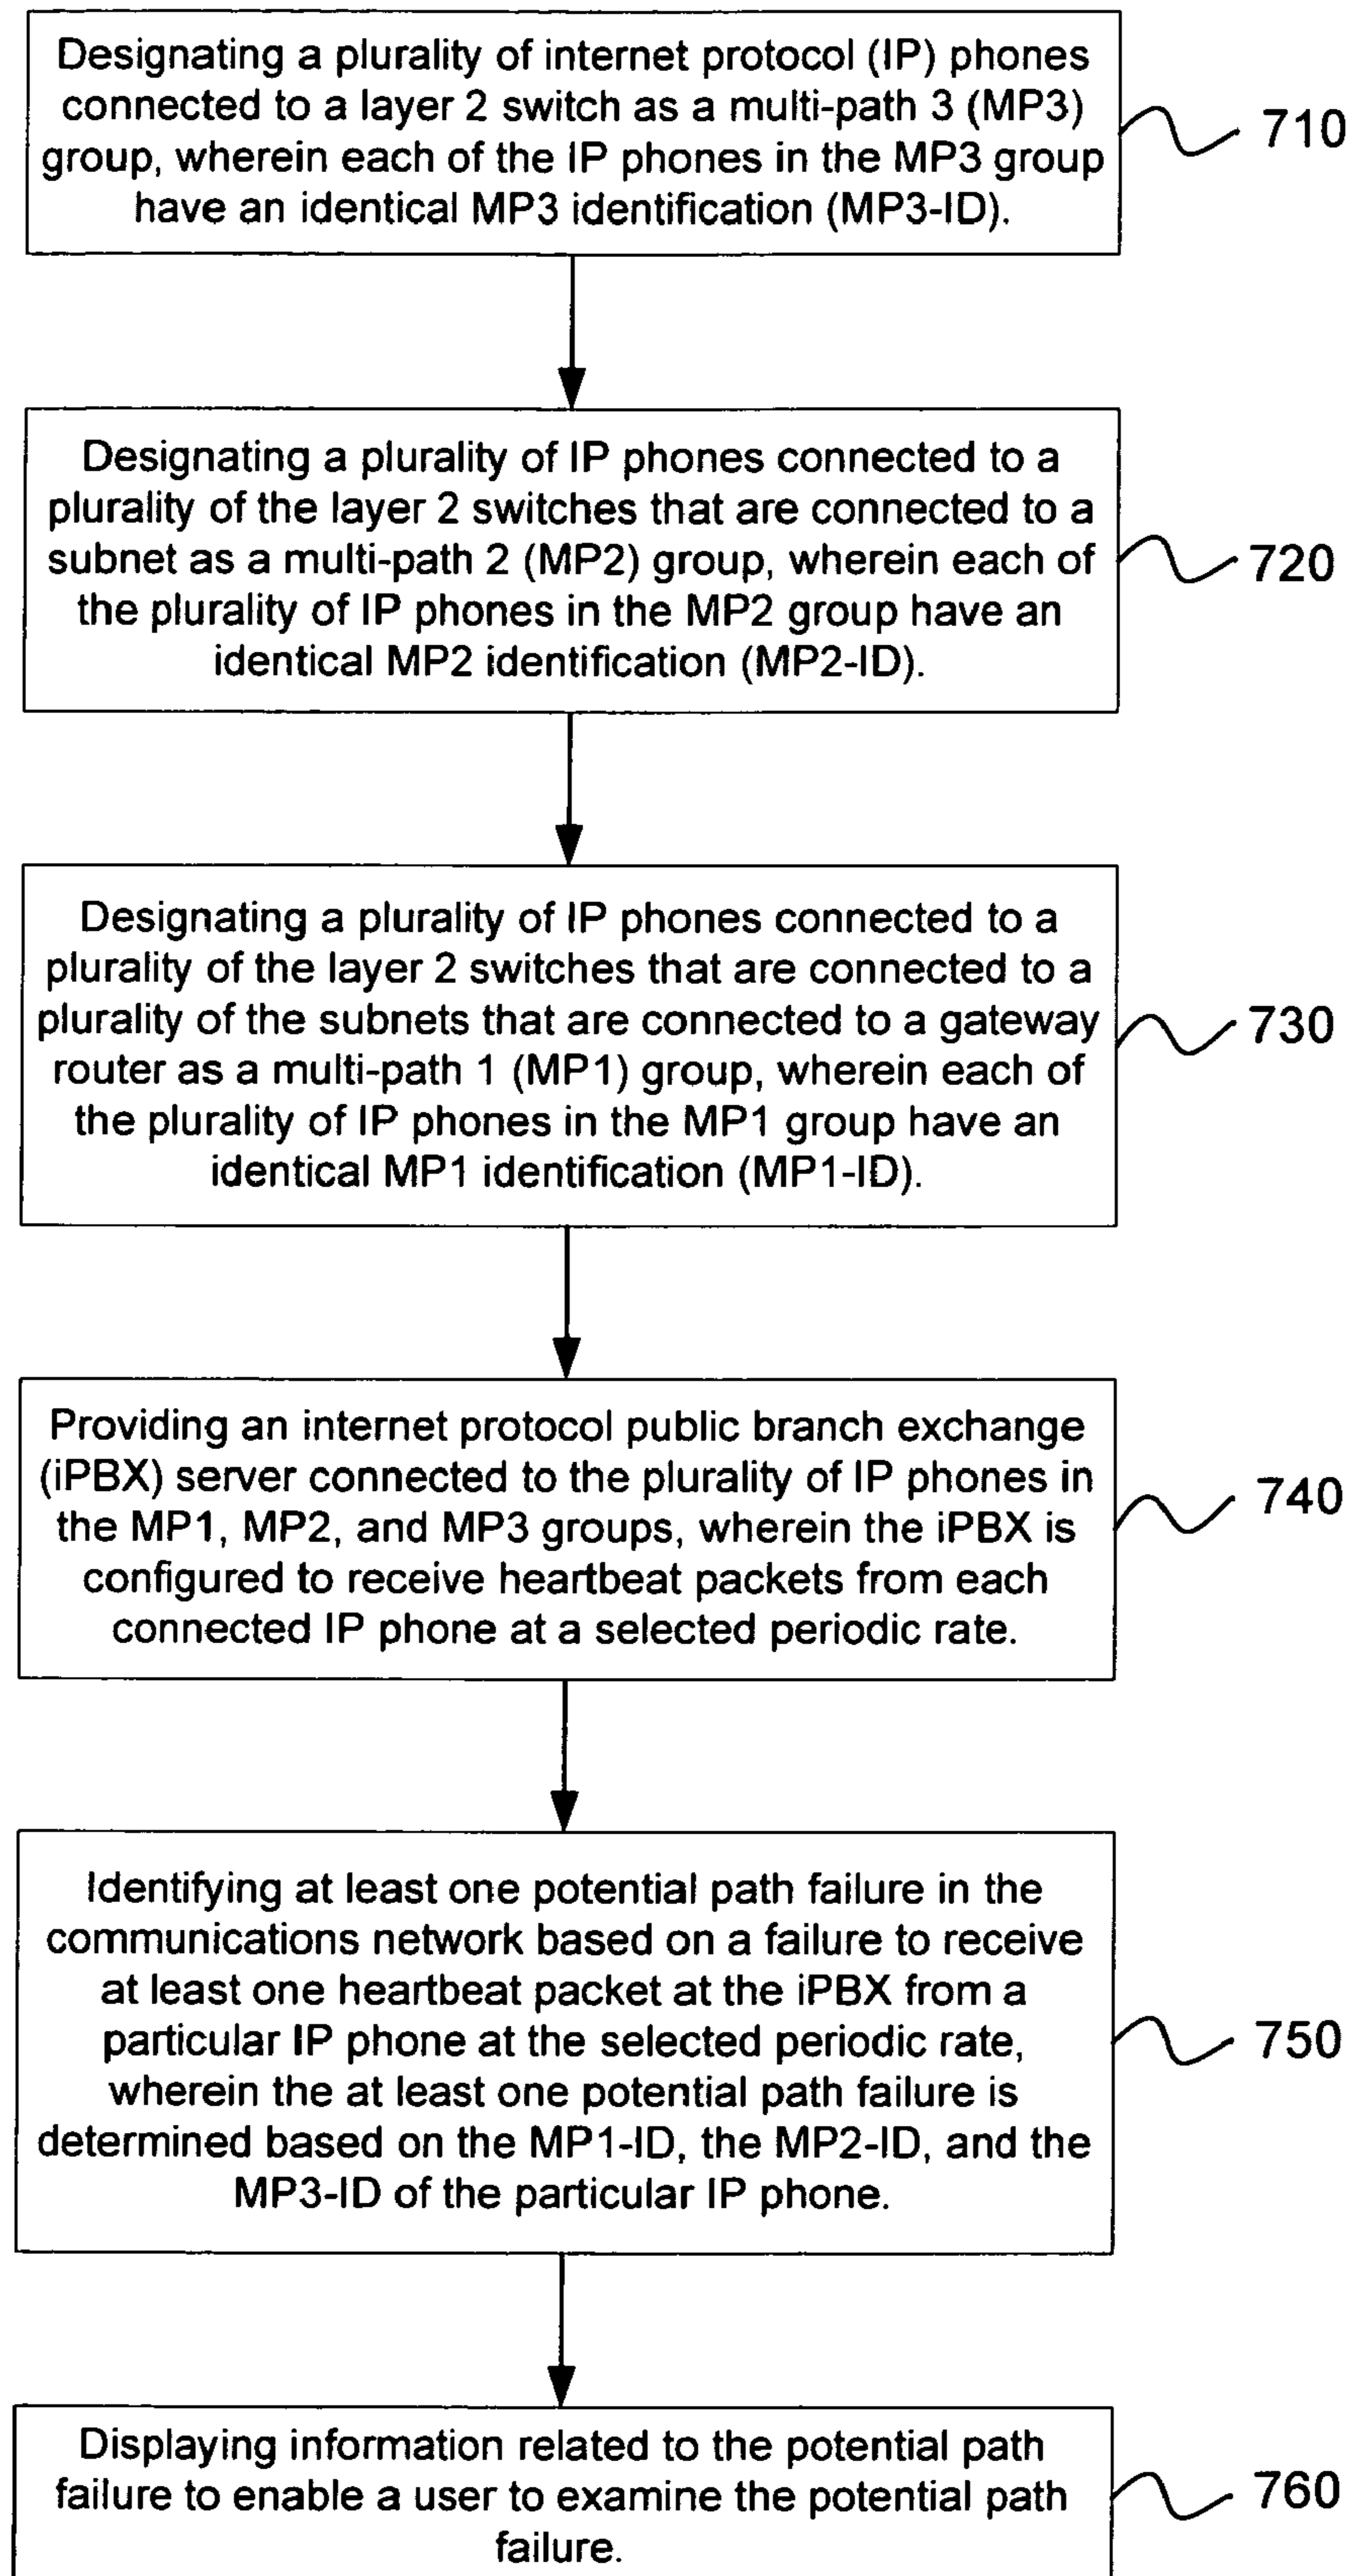 Designating a plurality of internet protocol (IP) phones
connected to a layer 2 switch as a multi-path 3 (MP3)
group, wherein each of the IP phones in the MP3 group
have an identical MP3 identification (MP3-ID).
710
Designating a plurality of IP phones connected to a
plurality of the layer 2 switches that are connected to a
subnet as a multi-path 2 (MP2) group, wherein each of
the plurality of IP phones in the MP2 group have an
identical MP2 identification (MP2-ID).
720
Designating a plurality of IP phones connected to a
plurality of the layer 2 switches that are connected to a
plurality of the subnets that are connected to a gateway
router as a multi-path 1 (MP1) group, wherein each of
the plurality of IP phones in the MP1 group have an
identical MP1 identification (MP1-ID).
730
Providing an internet protocol public branch exchange
(iPBX) server connected to the plurality of IP phones in
the MP1, MP2, and MP3 groups, wherein the iPBX is
configured to receive heartbeat packets from each
connected IP phone at a selected periodic rate.
740
Identifying at least one potential path failure in the
communications network based on a failure to receive
at least one heartbeat packet at the iPBX from a
particular IP phone at the selected periodic rate,
wherein the at least one potential path failure is
determined based on the MP1-ID, the MP2-ID, and the
MP3-ID of the particular IP phone.
750
Displaying information related to the potential path
failure to enable a user to examine the potential path
failure.
760